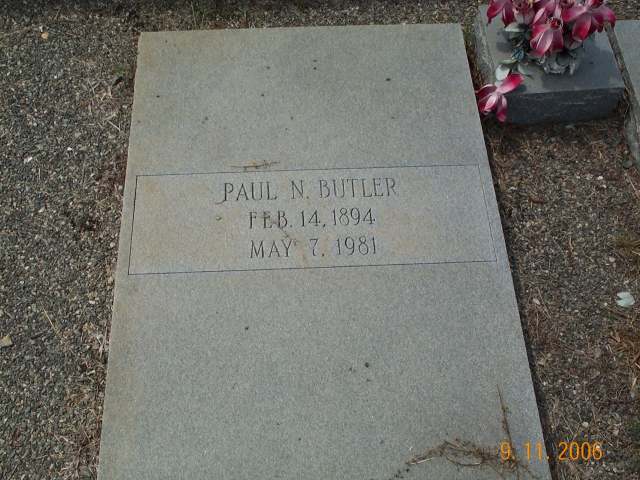 PAUL N. BUTLER
FEB. 14, 1894
MAY 7, 1981
9. 11. 2006